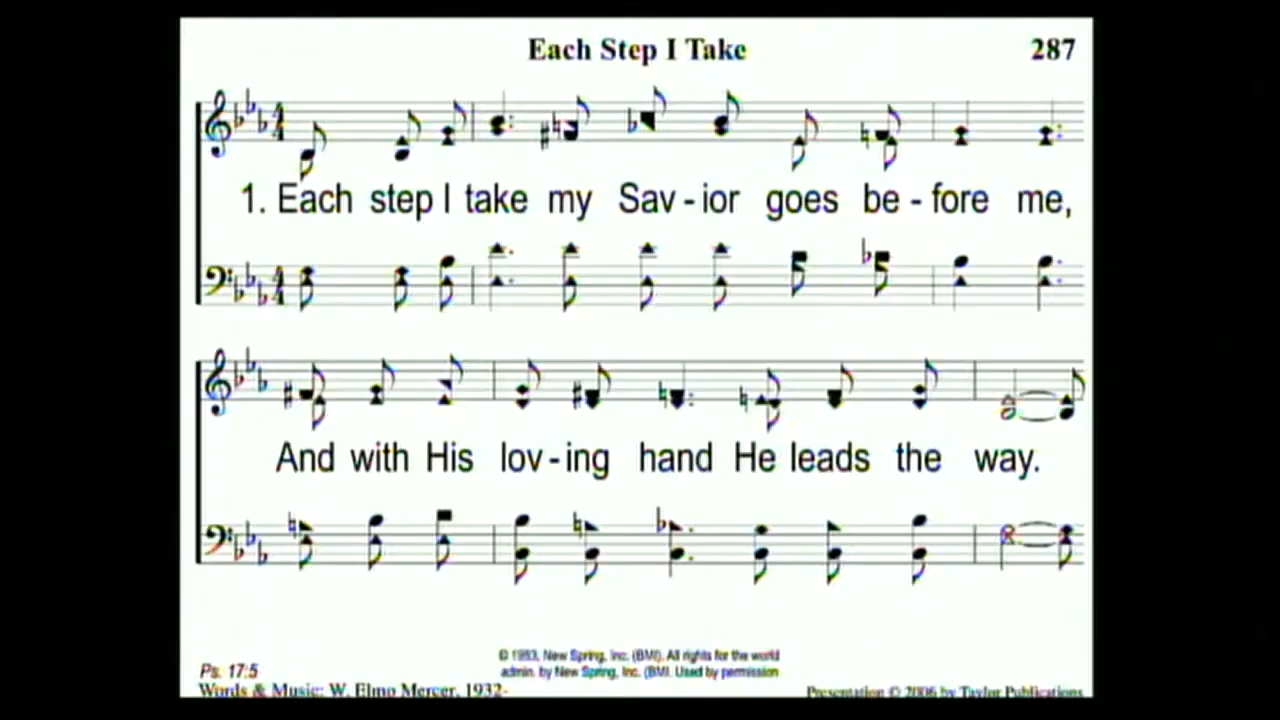 Each Step I Take 287
1. Each step I take my Sav - ior goes be - fore me,
And with His lov - ing hand He leads the way.
© 1953, New Spring, Inc. (BMI). All rights for the world
admin. by New Spring, Inc. (BMI. Used by permission
Ps. 17:5
Words & Music: W. Elmo Mercer, 1932-
Presentation © 2006 by Taylor Publications